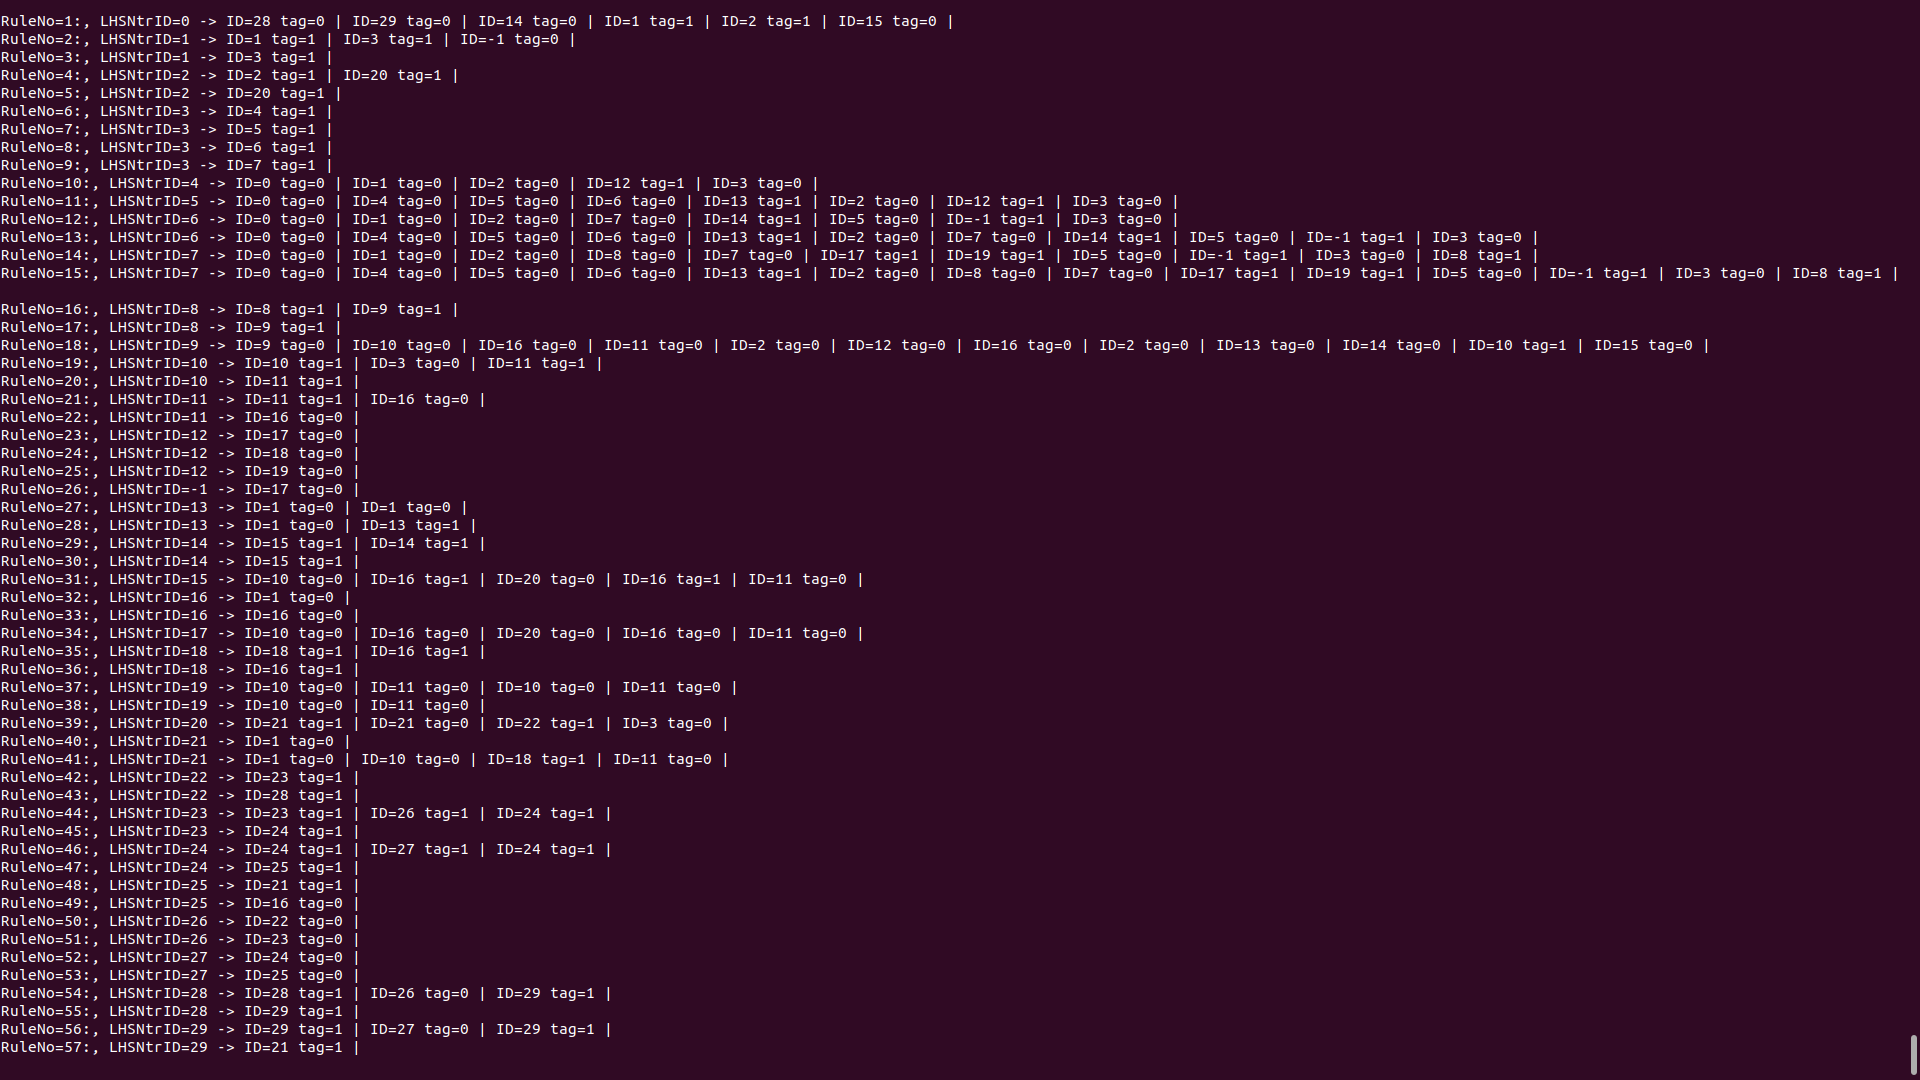 RuleNo=1:, LHSNtrID=0 -> ID=28 tag=0 | ID=29 tag=0 | ID=14 tag=0 | ID=1 tag=1 | ID=2 tag=1 | ID=15 tag=0 |
RuleNo=2:, LHSNtrID=1 -> ID=1 tag=1 | ID=3 tag=1 | ID=-1 tag=0 |
RuleNo=3:, LHSNtrID=1 -> ID=3 tag=1 |
RuleNo=4:, LHSNtrID=2 -> ID=2 tag=1 | ID=20 tag=1 |
RuleNo=5:, LHSNtrID=2 -> ID=20 tag=1 |
RuleNo=6:, LHSNtrID=3 -> ID=4 tag=1 |
RuleNo=7:, LHSNtrID=3 -> ID=5 tag=1 |
RuleNo=8:, LHSNtrID=3 -> ID=6 tag=1 |
RuleNo=9:, LHSNtrID=3 -> ID=7 tag=1 |
RuleNo=10:, LHSNtrID=4 -> ID=0 tag=0 | ID=1 tag=0 | ID=2 tag=0 | ID=12 tag=1 | ID=3 tag=0 |
RuleNo=11:, LHSNtrID=5 -> ID=0 tag=0 | ID=4 tag=0 | ID=5 tag=0 | ID=6 tag=0 | ID=13 tag=1 | ID=2 tag=0 | ID=12 tag=1 | ID=3 tag=0 |
RuleNo=12:, LHSNtrID=6 -> ID=0 tag=0 | ID=1 tag=0 | ID=2 tag=0 | ID=7 tag=0 | ID=14 tag=1 | ID=5 tag=0 | ID=-1 tag=1 | ID=3 tag=0 |
RuleNo=13:, LHSNtrID=6 -> ID=0 tag=0 | ID=4 tag=0 | ID=5 tag=0 | ID=6 tag=0 | ID=13 tag=1 | ID=2 tag=0 | ID=7 tag=0 | ID=14 tag=1 | ID=5 tag=0 | ID=-1 tag=1 | ID=3 tag=0 |
RuleNo=14:, LHSNtrID=7 -> ID=0 tag=0 | ID=1 tag=0 | ID=2 tag=0 | ID=8 tag=0 | ID=7 tag=0 | ID=17 tag=1 | ID=19 tag=1 | ID=5 tag=0 | ID=-1 tag=1 | ID=3 tag=0 | ID=8 tag=1 |
RuleNo=15:, LHSNtrID=7 -> ID=0 tag=0 | ID=4 tag=0 | ID=5 tag=0 | ID=6 tag=0 | ID=13 tag=1 | ID=2 tag=0 | ID=8 tag=0 | ID=7 tag=0 | ID=17 tag=1 | ID=19 tag=1 | ID=5 tag=0 | ID=-1 tag=1 | ID=3 tag=0 | ID=8 tag=1 |
RuleNo=16:, LHSNtrID=8 -> ID=8 tag=1 | ID=9 tag=1 |
RuleNo=17:, LHSNtrID=8 -> ID=9 tag=1 |
RuleNo=18:, LHSNtrID=9 -> ID=9 tag=0 | ID=10 tag=0 | ID=16 tag=0 | ID=11 tag=0 | ID=2 tag=0 | ID=12 tag=0 | ID=16 tag=0 | ID=2 tag=0 | ID=13 tag=0 | ID=14 tag=0 | ID=10 tag=1 | ID=15 tag=0 |
RuleNo=19:, LHSNtrID=10 -> ID=10 tag=1 | ID=3 tag=0 | ID=11 tag=1 |
RuleNo=20:, LHSNtrID=10 -> ID=11 tag=1 |
RuleNo=21:, LHSNtrID=11 -> ID=11 tag=1 | ID=16 tag=0 |
RuleNo=22:, LHSNtrID=11 -> ID=16 tag=0 |
RuleNo=23:, LHSNtrID=12 -> ID=17 tag=0 |
RuleNo=24:, LHSNtrID=12 -> ID=18 tag=0 |
RuleNo=25:, LHSNtrID=12 -> ID=19 tag=0 |
RuleNo=26:, LHSNtrID=-1 -> ID=17 tag=0 |
RuleNo=27:, LHSNtrID=13 -> ID=1 tag=0 | ID=1 tag=0 |
RuleNo=28:, LHSNtrID=13 -> ID=1 tag=0 | ID=13 tag=1 |
RuleNo=29:, LHSNtrID=14 -> ID=15 tag=1 | ID=14 tag=1 |
RuleNo=30:, LHSNtrID=14 -> ID=15 tag=1 |
RuleNo=31:, LHSNtrID=15 -> ID=10 tag=0 | ID=16 tag=1 | ID=20 tag=0 | ID=16 tag=1 | ID=11 tag=0 |
RuleNo=32:, LHSNtrID=16 -> ID=1 tag=0 |
RuleNo=33:, LHSNtrID=16 -> ID=16 tag=0 |
RuleNo=34:, LHSNtrID=17 -> ID=10 tag=0 | ID=16 tag=0 | ID=20 tag=0 | ID=16 tag=0 | ID=11 tag=0 |
RuleNo=35:, LHSNtrID=18 -> ID=18 tag=1 | ID=16 tag=1 |
RuleNo=36:, LHSNtrID=18 -> ID=16 tag=1 |
RuleNo=37:, LHSNtrID=19 -> ID=10 tag=0 | ID=11 tag=0 | ID=10 tag=0 | ID=11 tag=0 |
RuleNo=38:, LHSNtrID=19 -> ID=10 tag=0 | ID=11 tag=0 |
RuleNo=39:, LHSNtrID=20 -> ID=21 tag=1 | ID=21 tag=0 | ID=22 tag=1 | ID=3 tag=0 |
RuleNo=40:, LHSNtrID=21 -> ID=1 tag=0 |
RuleNo=41:, LHSNtrID=21 -> ID=1 tag=0 | ID=10 tag=0 | ID=18 tag=1 | ID=11 tag=0 |
RuleNo=42:, LHSNtrID=22 -> ID=23 tag=1 |
RuleNo=43:, LHSNtrID=22 -> ID=28 tag=1 |
RuleNo=44:, LHSNtrID=23 -> ID=23 tag=1 | ID=26 tag=1 | ID=24 tag=1 |
RuleNo=45:, LHSNtrID=23 -> ID=24 tag=1 |
RuleNo=46:, LHSNtrID=24 -> ID=24 tag=1 | ID=27 tag=1 | ID=24 tag=1 |
RuleNo=47:, LHSNtrID=24 -> ID=25 tag=1 |
RuleNo=48:, LHSNtrID=25 -> ID=21 tag=1 |
RuleNo=49:, LHSNtrID=25 -> ID=16 tag=0 |
RuleNo=50:, LHSNtrID=26 -> ID=22 tag=0 |
RuleNo=51:, LHSNtrID=26 -> ID=23 tag=0 |
RuleNo=52:, LHSNtrID=27 -> ID=24 tag=0 |
RuleNo=53:, LHSNtrID=27 -> ID=25 tag=0 |
RuleNo=54:, LHSNtrID=28 -> ID=28 tag=1 | ID=26 tag=0 | ID=29 tag=1 |
RuleNo=55:, LHSNtrID=28 -> ID=29 tag=1 |
RuleNo=56:, LHSNtrID=29 -> ID=29 tag=1 | ID=27 tag=0 | ID=29 tag=1 |
RuleNo=57:, LHSNtrID=29 -> ID=21 tag=1 |